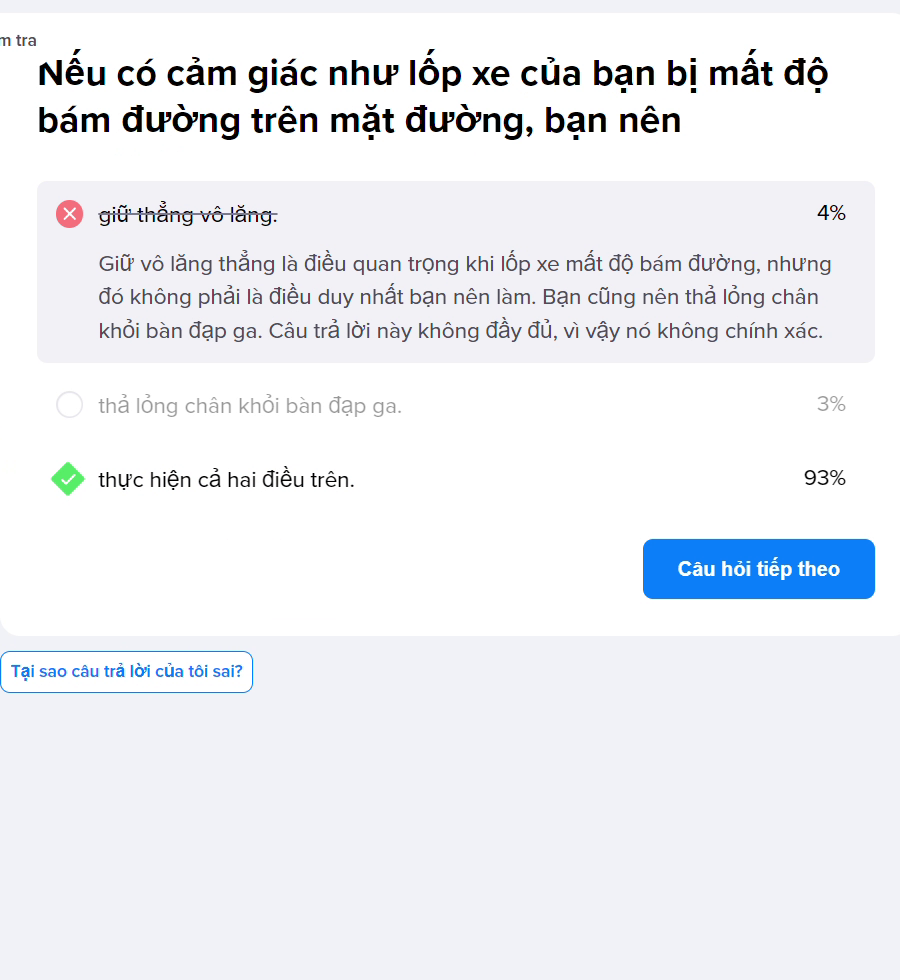 m tra
Nếu có cảm giác như lốp xe của bạn bị mất độ
bám đường trên mặt đường, bạn nên
giữ thẳng vô lăng.
4%
Giữ vô lăng thẳng là điều quan trọng khi lốp xe mất độ bám đường, nhưng
đó không phải là điều duy nhất bạn nên làm. Bạn cũng nên thả lỏng chân
khỏi bàn đạp ga. Câu trả lời này không đầy đủ, vì vậy nó không chính xác.
thả lỏng chân khỏi bàn đạp ga.
3%
thực hiện cả hai điều trên.
93%
Câu hỏi tiếp theo
Tại sao câu trả lời của tôi sai?